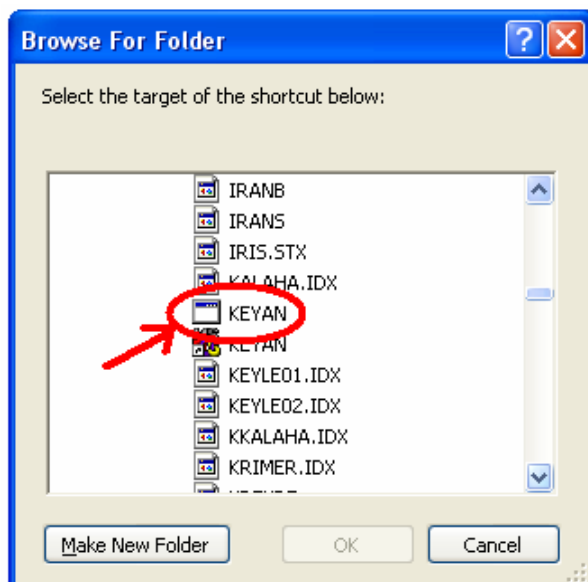 Browse For Folder
Select the target of the shortcut below:
IRANB
IRANS
IRIS.STX
KALAHA.IDX
KEYAN
KEYAN
KEYLE01.IDX
KEYLE02.IDX
KKALAHA.IDX
KRIMER.IDX
Make New Folder
OK
Cancel